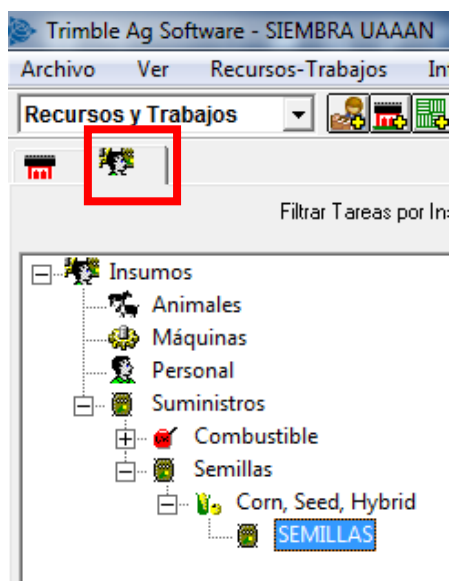 Trimble Ag Software - SIEMBRA UAAAN
Archivo Ver Recursos-Trabajos
Recursos y Trabajos
Filtrar Tareas por
Insumos
Animales
Máquinas
Personal
Suministros
Combustible
Semillas
Corn, Seed, Hybrid
SEMILLAS